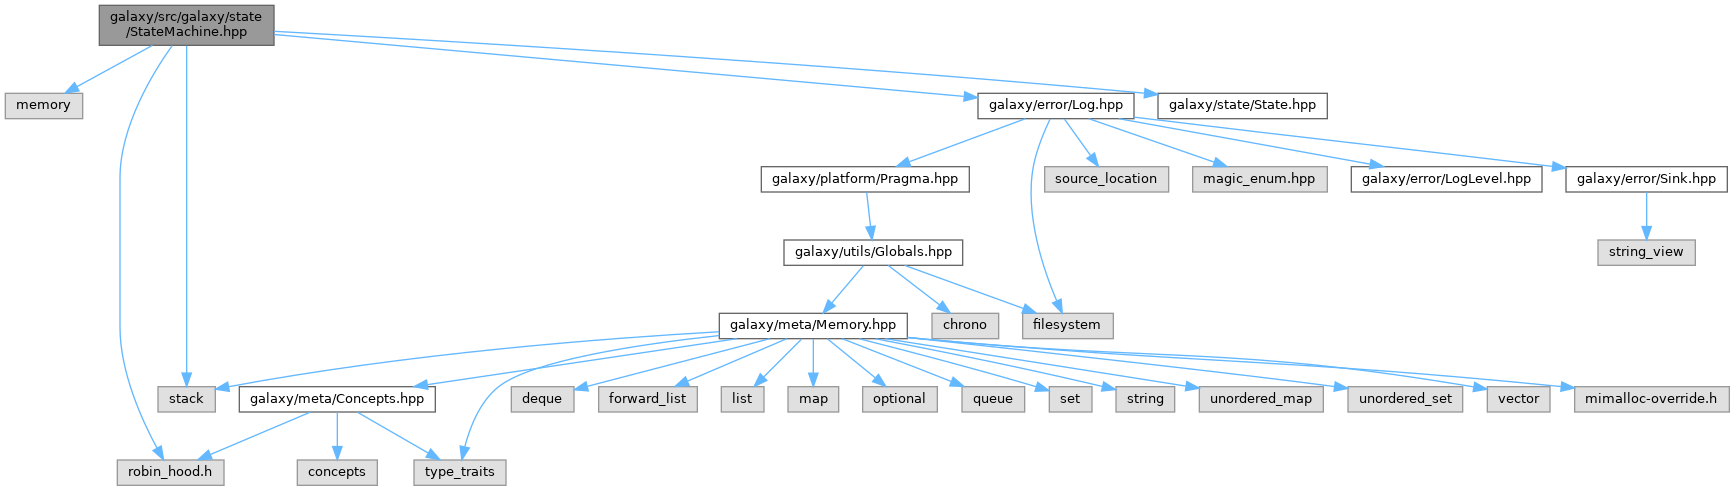 galaxy/src/galaxy/state
/StateMachine.hpp
memory
galaxy/error/Log.hpp
galaxy/state/State.hpp
galaxy/platform/Pragma.hpp
source_location
magic_enum.hpp
galaxy/error/LogLevel.hpp
galaxy/error/Sink.hpp
galaxy/utils/Globals.hpp
string_view
galaxy/meta/Memory.hpp
chrono
filesystem
stack
galaxy/meta/Concepts.hpp
deque
forward_list
list
map
optional
queue
set
string
unordered_map
unordered_set
vector
mimalloc-override.h
robin_hood.h
concepts
type_traits